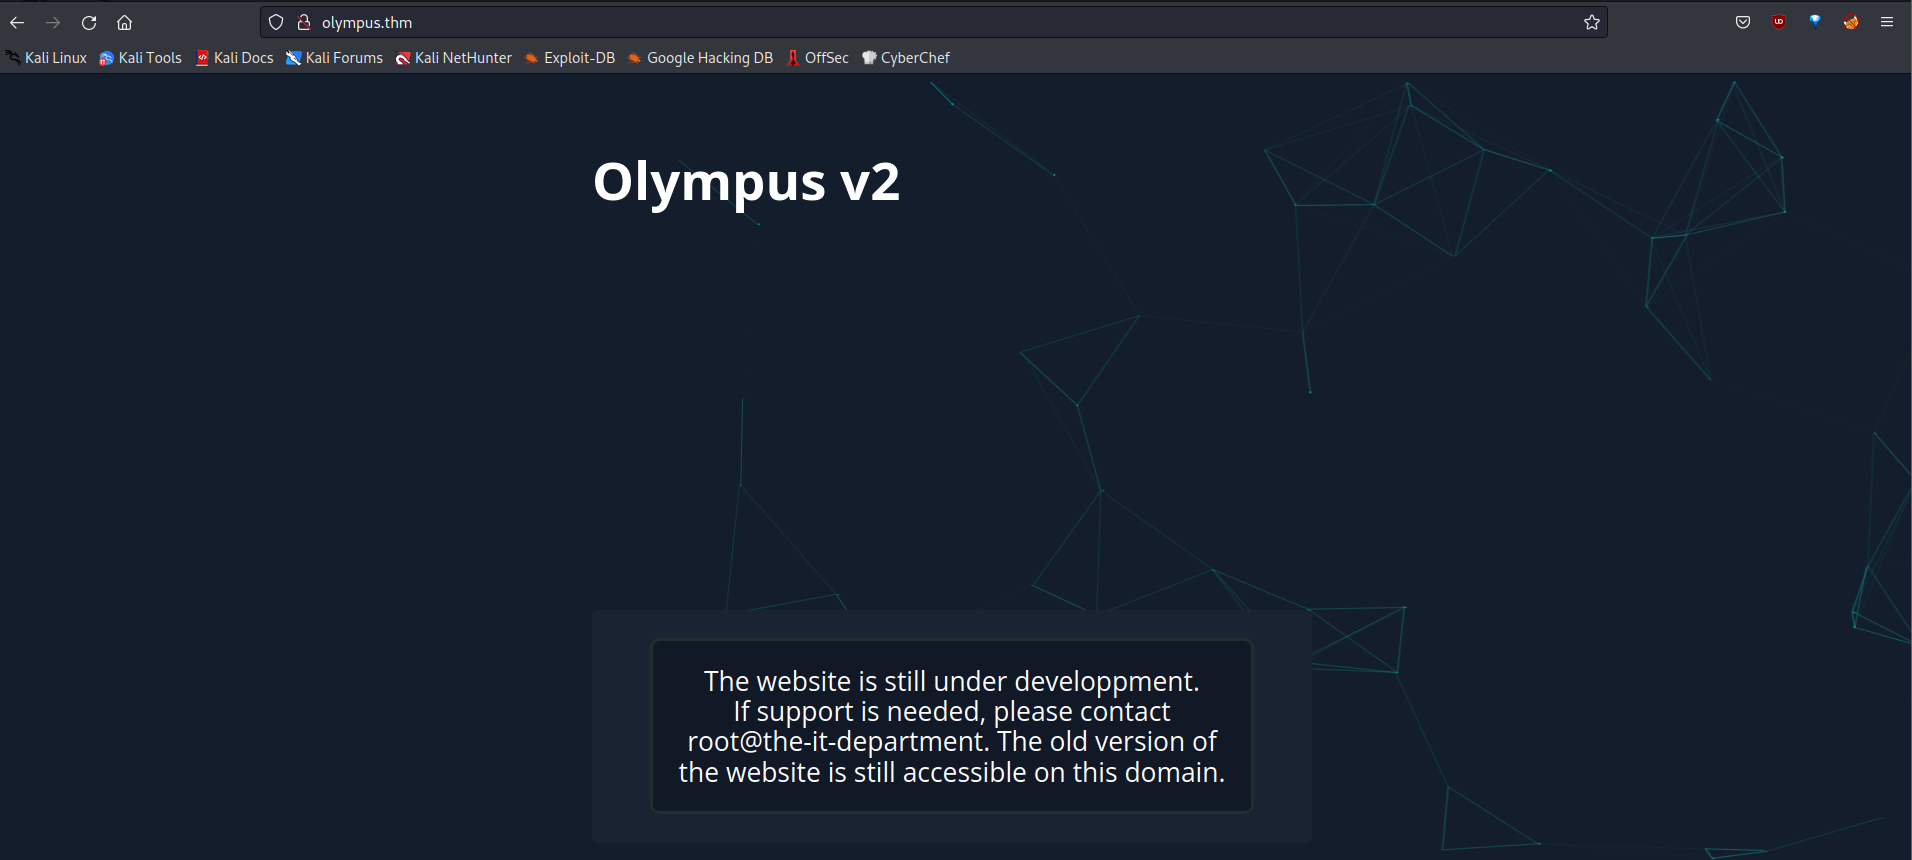 olympus.thm
Kali Linux Kali Tools Kali Docs Kali Forums Kali NetHunter Exploit-DB Google Hacking DB OffSec CyberChef
Olympus v2
The website is still under developpment.
If support is needed, please contact
root@the-it-department. The old version of
the website is still accessible on this domain.